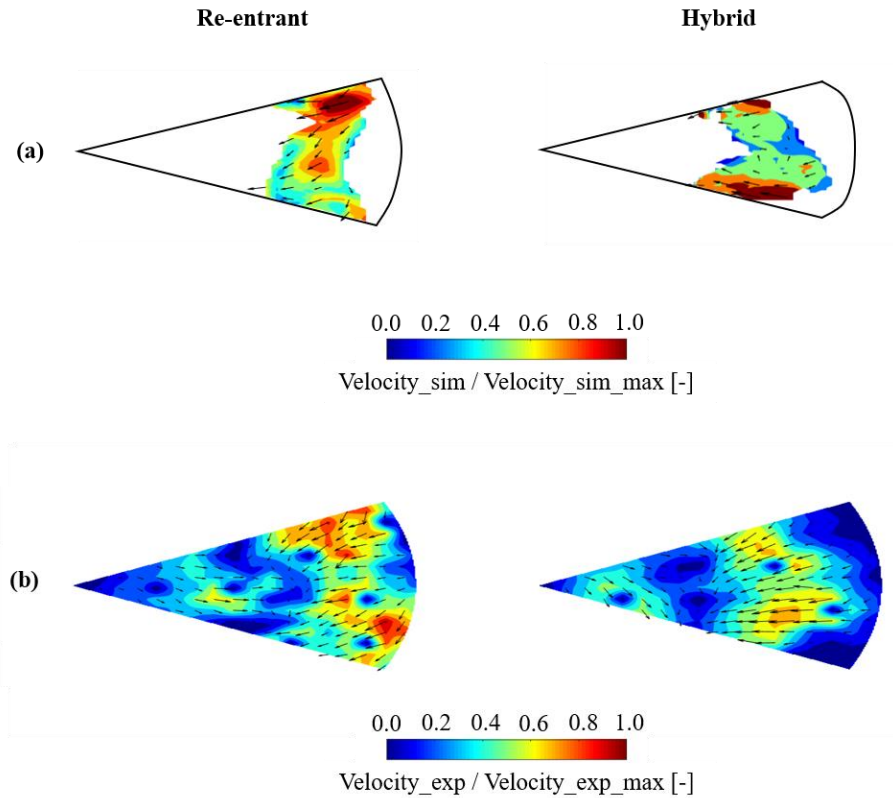 Re-entrant Hybrid
(a)
0.0 0.2 0.4 0.6 0.8 1.0
Velocity_sim / Velocity_sim_max [-]
(b)
0.0 0.2 0.4 0.6 0.8 1.0
Velocity_exp / Velocity_exp_max [-]